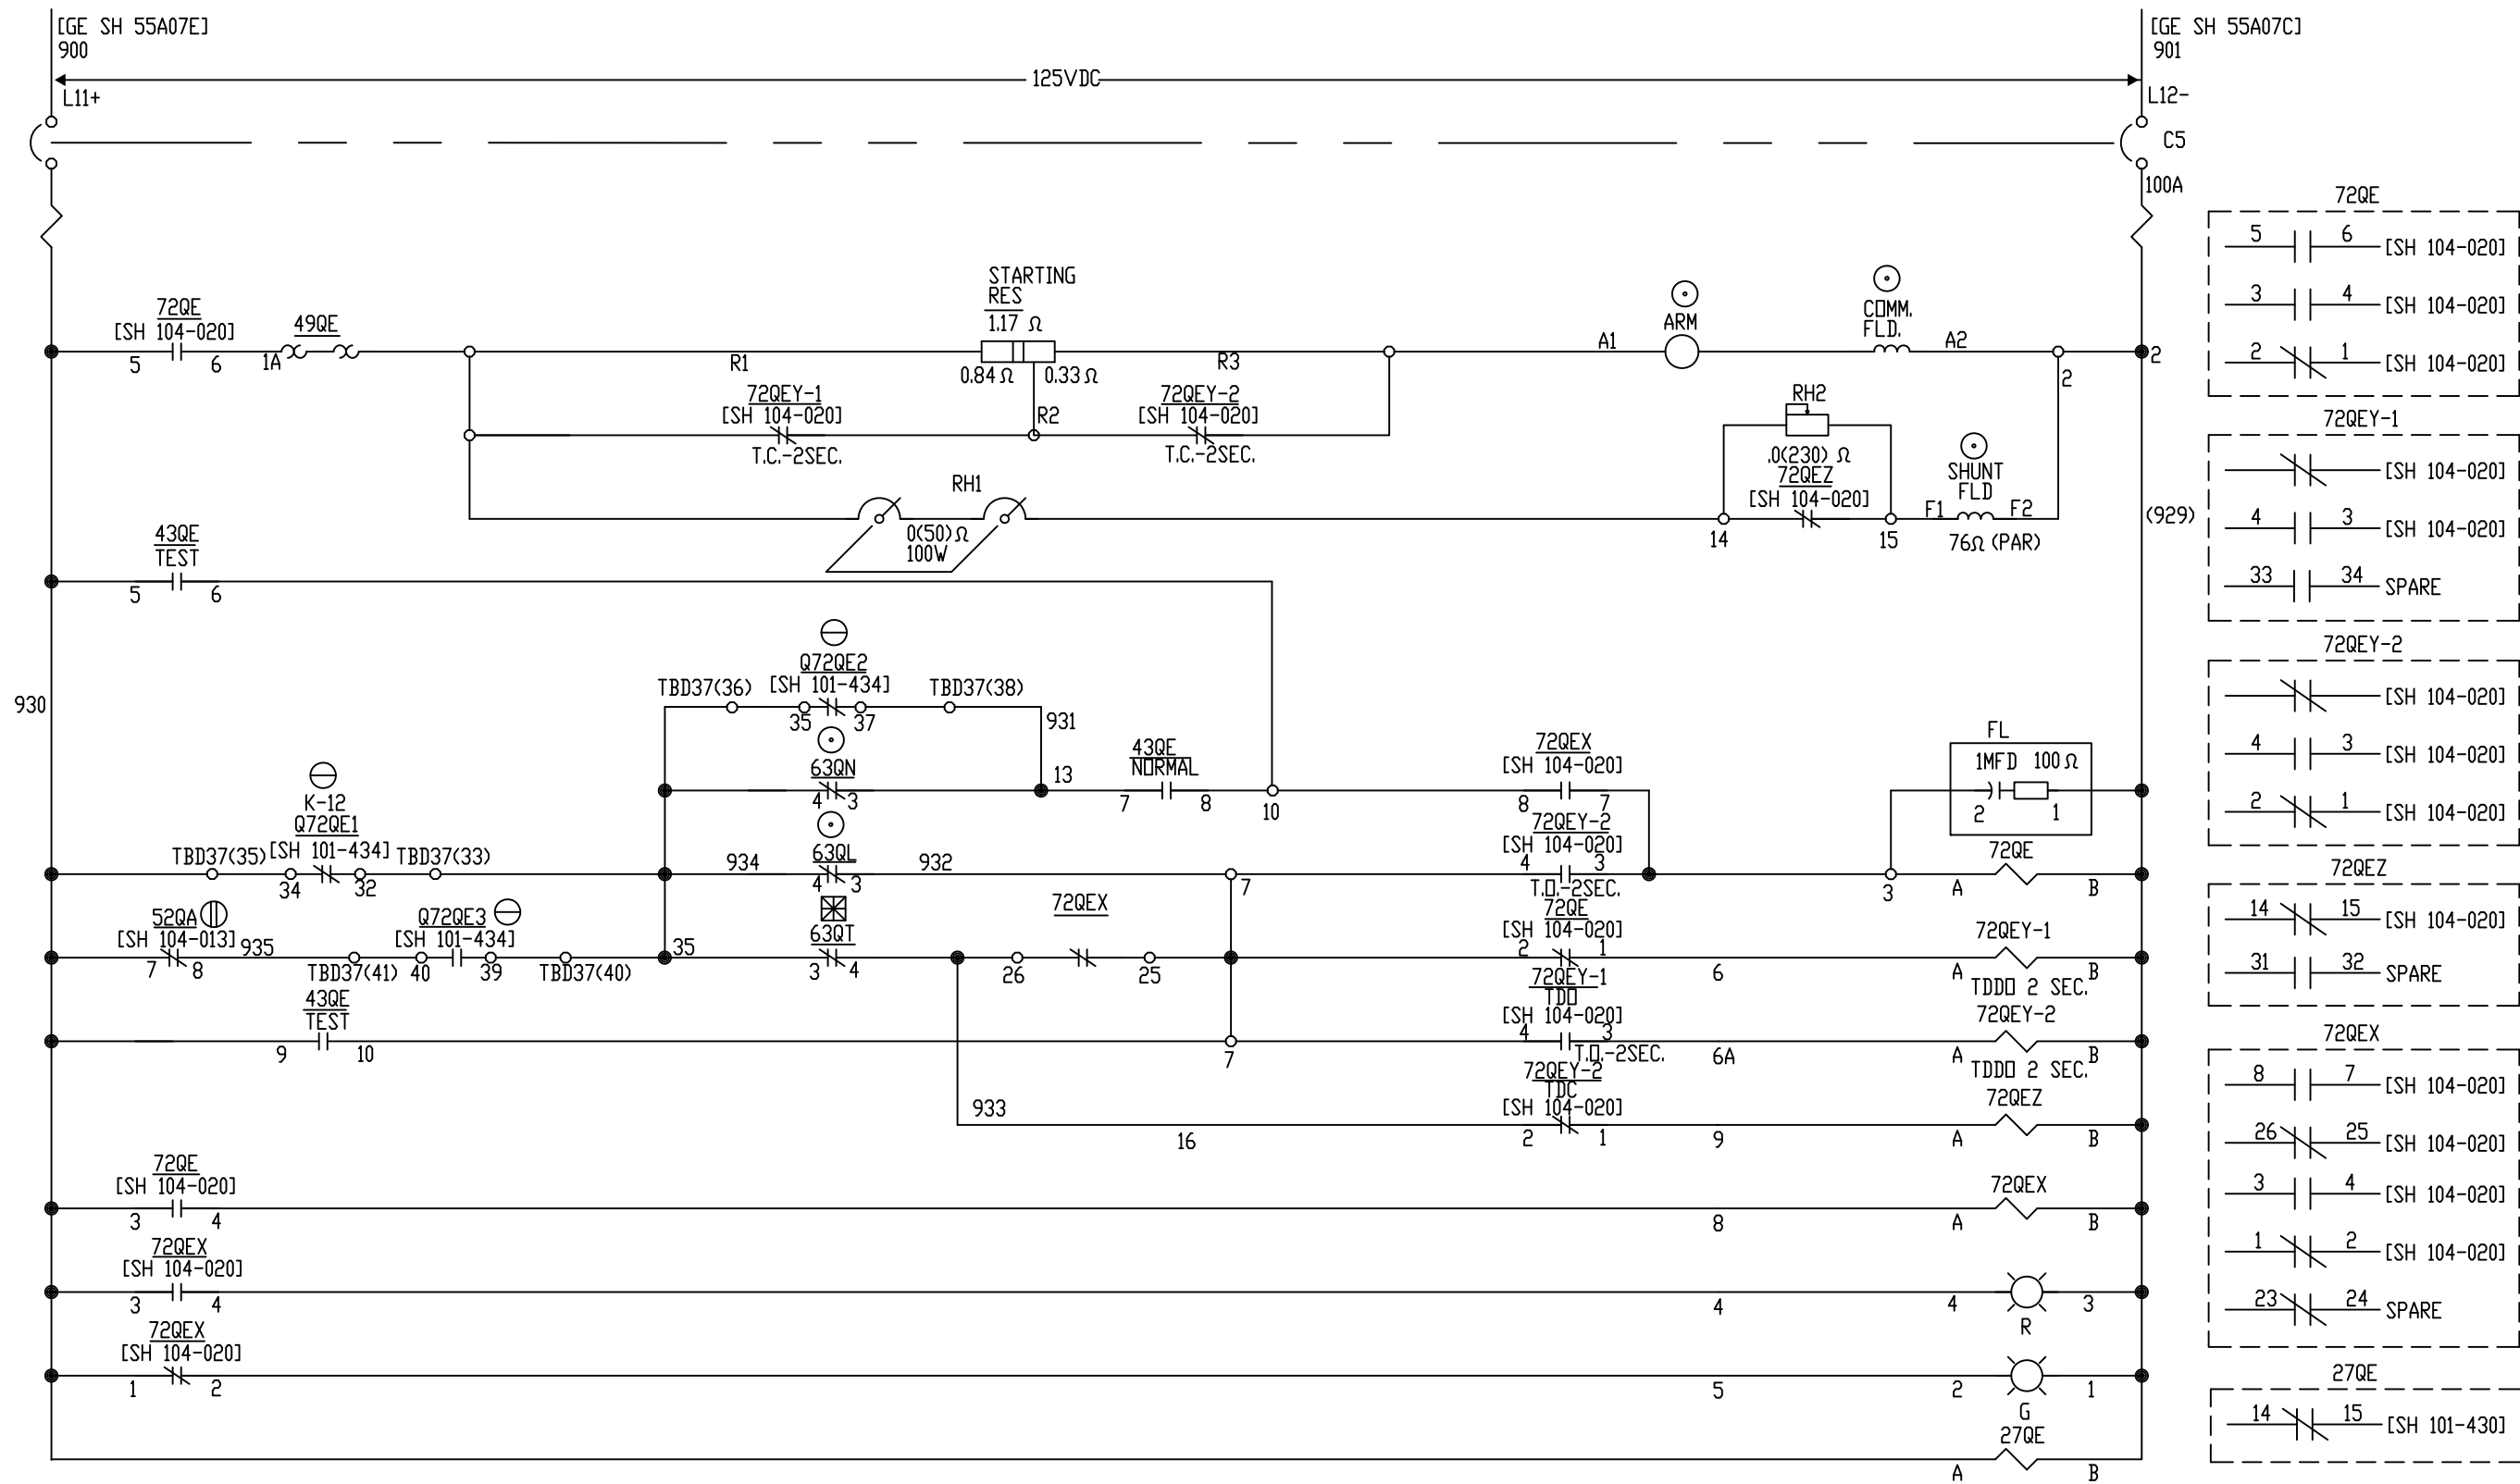 [GE SH 55A07E]
900
[GE SH 55A07C]
901
125VDC
L11+
L12-
C5
100A
STARTING
RES
1.17 Ω
0.84 Ω
0.33 Ω
72QE
[SH 104-020]
5
6
49QE
1A
R1
R3
A1
ARM
COMM.
FLD.
A2
2
2
72QEY-1
[SH 104-020]
T.C.-2SEC.
R2
72QEY-2
[SH 104-020]
T.C.-2SEC.
RH2
.0(230) Ω
72QEZ
[SH 104-020]
SHUNT
FLD
RH1
0(50)Ω
100W
14
15
F1
F2
76Ω (PAR)
(929)
43QE
TEST
5
6
930
Q72QE2
[SH 101-434]
TBD37(36)
35
37
TBD37(38)
931
63QN
4
3
13
43QE
NORMAL
7
8
10
72QEX
[SH 104-020]
8
7
FL
1MFD 100 Ω
2
1
K-12
Q72QE1
[SH 101-434]
TBD37(35)
34
32
TBD37(33)
934
63QL
4
3
932
7
72QEY-2
[SH 104-020]
4
3
T.O.-2SEC.
3
72QE
A
B
52QA
[SH 104-013]
7
8
935
TBD37(41)
40
Q72QE3
[SH 101-434]
39
TBD37(40)
35
63QT
3
4
72QEX
26
25
72QE
[SH 104-020]
2
1
6
72QEY-1
A
B
TDDO 2 SEC.
43QE
TEST
9
10
7
72QEY-1
TDO
[SH 104-020]
4
3
T.O.-2SEC.
6A
72QEY-2
A
B
TDDO 2 SEC.
933
16
72QEY-2
TDC
[SH 104-020]
2
1
9
72QEZ
A
B
72QE
[SH 104-020]
3
4
8
72QEX
A
B
72QEX
[SH 104-020]
3
4
4
4
3
R
72QEX
[SH 104-020]
1
2
5
2
1
G
27QE
A
B
72QE
5 6 [SH 104-020]
3 4 [SH 104-020]
2 1 [SH 104-020]
72QEY-1
[SH 104-020]
4 3 [SH 104-020]
33 34 SPARE
72QEY-2
[SH 104-020]
4 3 [SH 104-020]
2 1 [SH 104-020]
72QEZ
14 15 [SH 104-020]
31 32 SPARE
72QEX
8 7 [SH 104-020]
26 25 [SH 104-020]
3 4 [SH 104-020]
1 2 [SH 104-020]
23 24 SPARE
27QE
14 15 [SH 101-430]